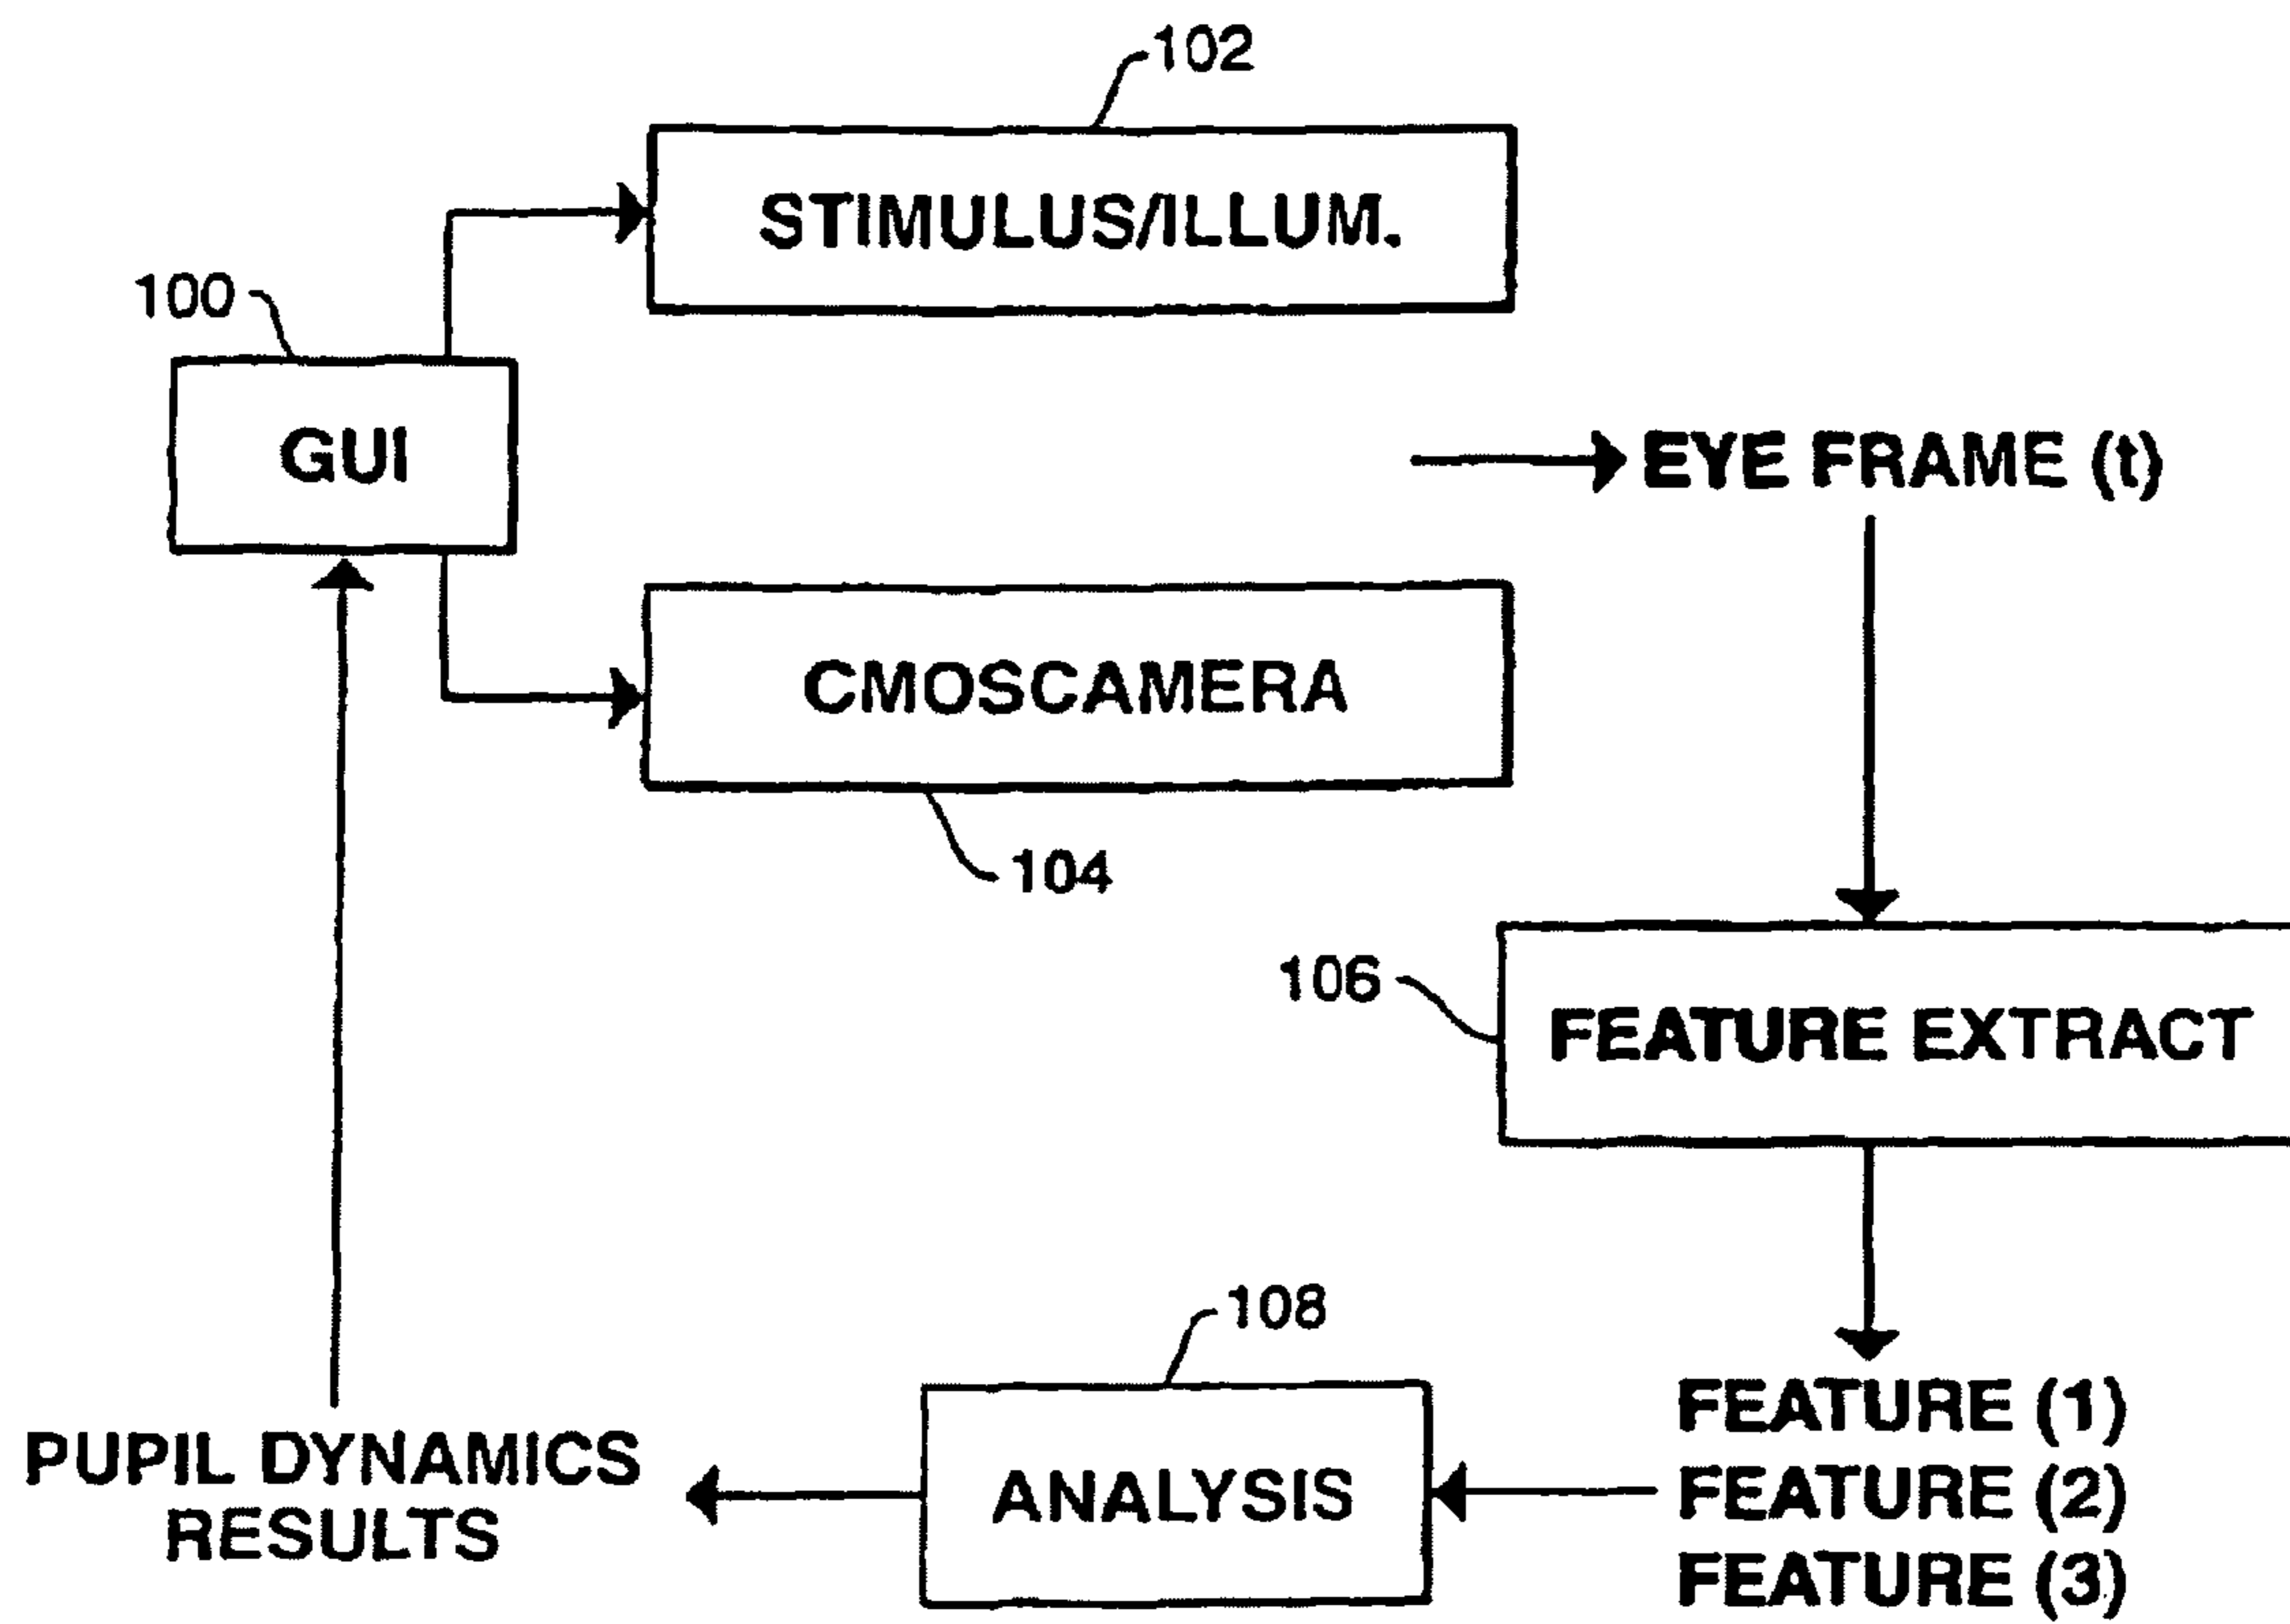 102
STIMULUS/ILLUM.
100
GUI
EYE FRAME (t)
CMOSCAMERA
104
106
FEATURE EXTRACT
108
FEATURE (1)
PUPIL DYNAMICS
RESULTS
ANALYSIS
FEATURE (2)
FEATURE (3)